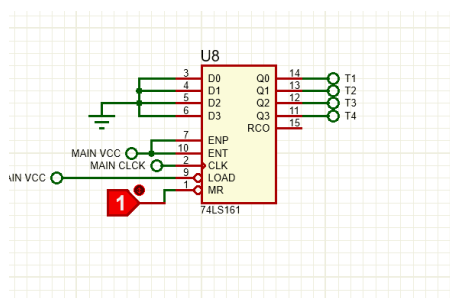 U8
3 D0 Q0 14 T1
4 D1 Q1 13 T2
5 D2 Q2 12 T3
6 D3 Q3 11 T4
RCO 15
7 ENP
MAIN VCC 10 ENT
MAIN CLCK 2 CLK
AIN VCC 9 LOAD
1 1 MR
74LS161